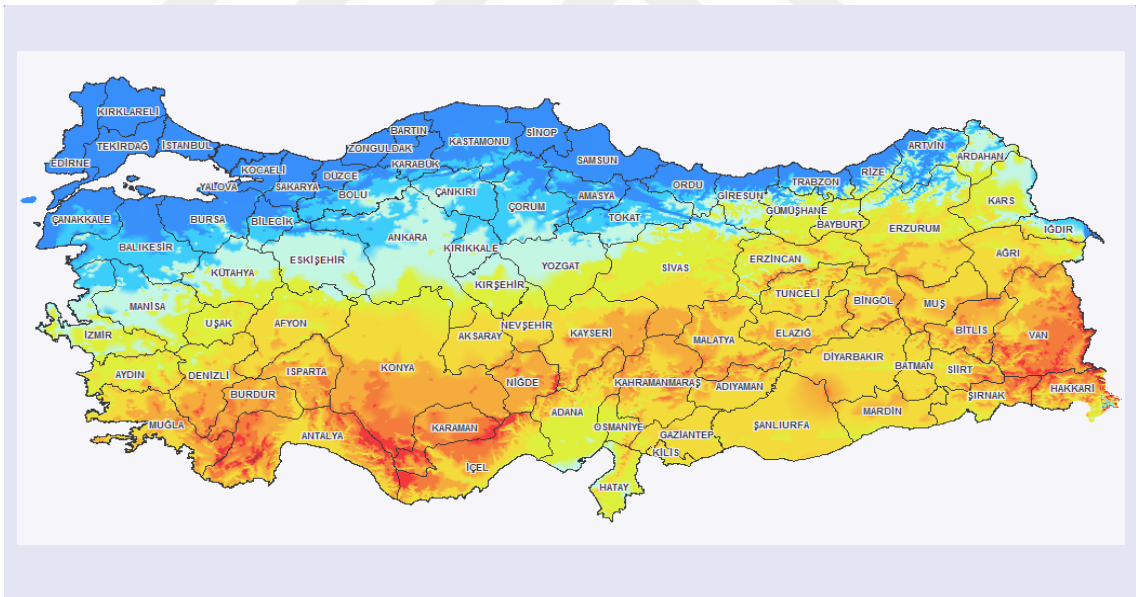 KIRKLARELİ
TEKİRDAĞ
İSTANBUL
EDİRNE
KOCAELİ
YALOVA
SAKARYA
DÜZCE
BOLU
ZONGULDAK
BARTIN
KARABÜK
KASTAMONU
SİNOP
SAMSUN
ÇANKIRI
ÇORUM
AMASYA
TOKAT
ORDU
GİRESUN
TRABZON
RİZE
ARTVİN
ARDAHAN
KARS
GÜMÜŞHANE
BAYBURT
ERZURUM
IĞDIR
AĞRI
ÇANAKKALE
BURSA
BİLECİK
BALIKESİR
KÜTAHYA
ESKİŞEHİR
ANKARA
KIRIKKALE
YOZGAT
KIRŞEHİR
SİVAS
ERZİNCAN
TUNCELİ
BİNGÖL
MUŞ
BİTLİS
VAN
MANİSA
İZMİR
UŞAK
AFYON
AKSARAY
NEVŞEHİR
KAYSERİ
MALATYA
ELAZIĞ
DİYARBAKIR
BATMAN
SİİRT
AYDIN
DENİZLİ
ISPARTA
BURDUR
KONYA
NİĞDE
KAHRAMANMARAŞ
ADIYAMAN
MARDİN
ŞIRNAK
HAKKARİ
MUĞLA
ANTALYA
KARAMAN
İÇEL
ADANA
OSMANİYE
GAZİANTEP
KİLİS
ŞANLIURFA
HATAY